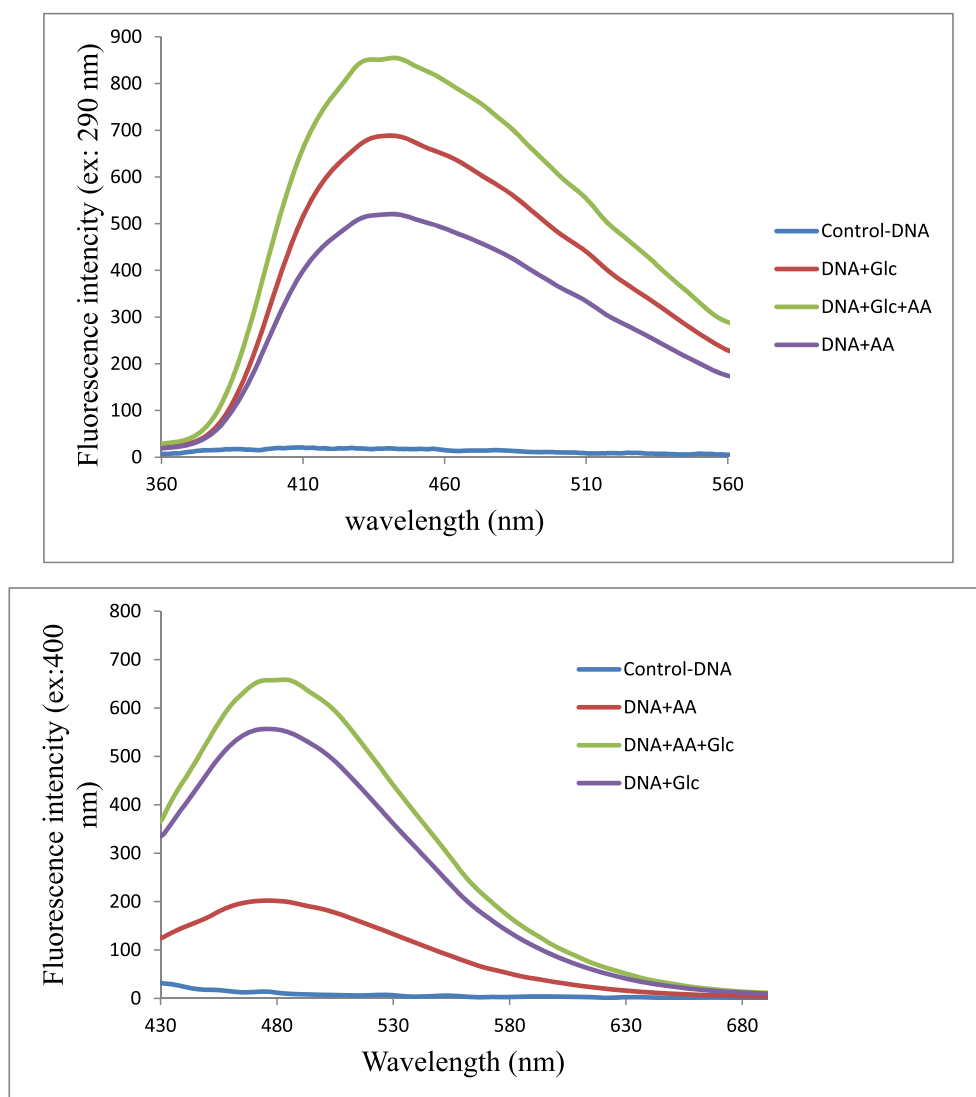 900
800
700
600
500
400
300
200
100
0
Fluorescence intencity (ex: 290 nm)
360 410 460 510 560
wavelength (nm)
Control-DNA
DNA+Glc
DNA+Glc+AA
DNA+AA
800
700
600
500
400
300
200
100
0
Fluorescence intencity (ex:400
nm)
430 480 530 580 630 680
Wavelength (nm)
Control-DNA
DNA+AA
DNA+AA+Glc
DNA+Glc